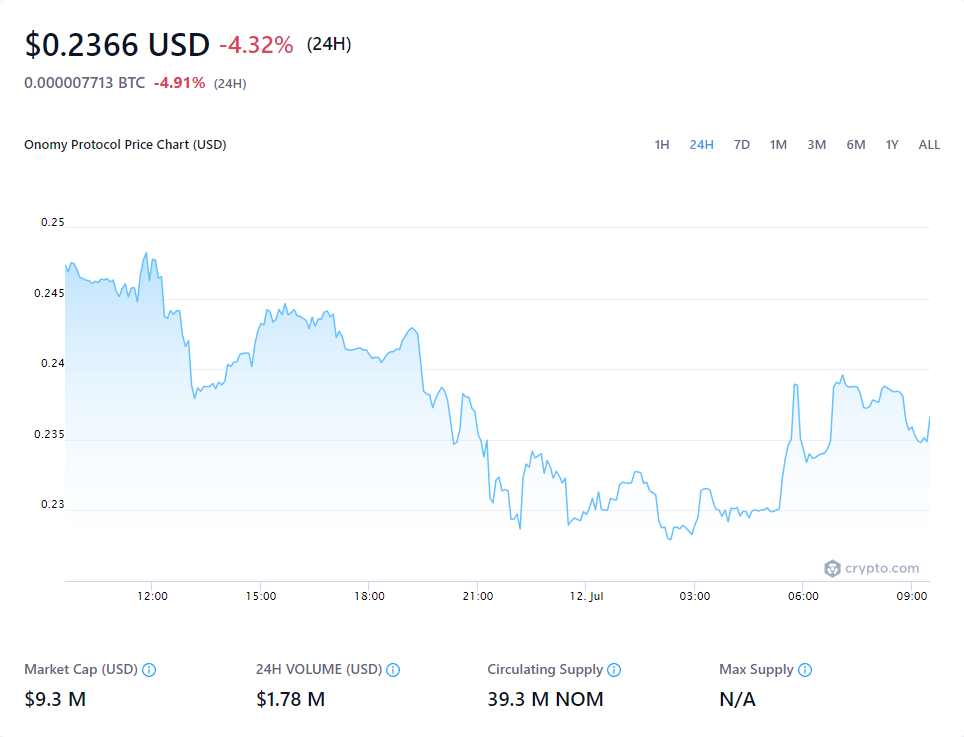 $0.2366 USD -4.32% (24H)
0.000007713 BTC -4.91% (24H)
Onomy Protocol Price Chart (USD) 1H 24H 7D 1M 3M 6M 1Y ALL
0.25
0.245
0.24
0.235
0.23
crypto.com
12:00 15:00 18:00 21:00 12. Jul 03:00 06:00 09:00
Market Cap (USD) 24H VOLUME (USD) Circulating Supply Max Supply
$9.3 M $1.78 M 39.3 M NOM N/A